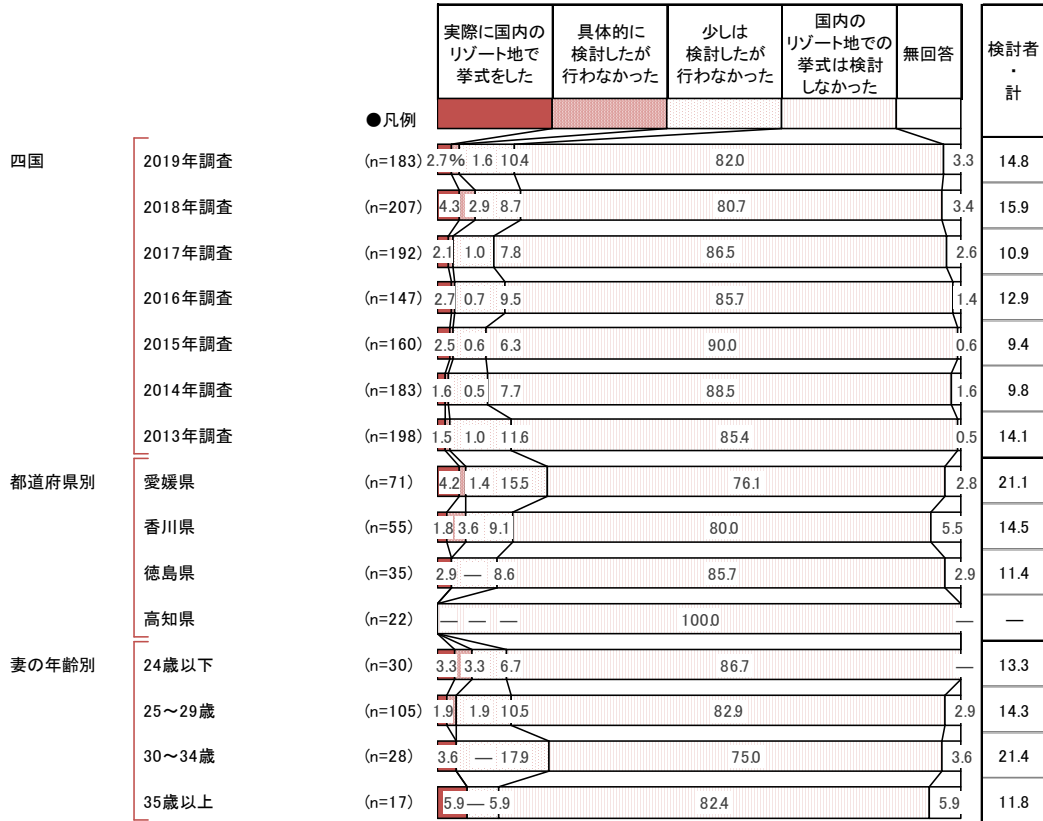 実際に国内の
リゾート地で
挙式をした
具体的に
検討したが
行わなかった
少しは
検討したが
行わなかった
国内の
リゾート地での
挙式は検討
しなかった
無回答
検討者
・
計
●凡例
四国
2019年調査 (n=183) 2.7% 1.6 10.4 82.0 3.3 14.8
2018年調査 (n=207) 4.3 2.9 8.7 80.7 3.4 15.9
2017年調査 (n=192) 2.1 1.0 7.8 86.5 2.6 10.9
2016年調査 (n=147) 2.7 0.7 9.5 85.7 1.4 12.9
2015年調査 (n=160) 2.5 0.6 6.3 90.0 0.6 9.4
2014年調査 (n=183) 1.6 0.5 7.7 88.5 1.6 9.8
2013年調査 (n=198) 1.5 1.0 11.6 85.4 0.5 14.1
都道府県別
愛媛県 (n=71) 4.2 1.4 15.5 76.1 2.8 21.1
香川県 (n=55) 1.8 3.6 9.1 80.0 5.5 14.5
徳島県 (n=35) 2.9 — 8.6 85.7 2.9 11.4
高知県 (n=22) — — — 100.0 — —
妻の年齢別
24歳以下 (n=30) 3.3 3.3 6.7 86.7 — 13.3
25～29歳 (n=105) 1.9 1.9 10.5 82.9 2.9 14.3
30～34歳 (n=28) 3.6 — 17.9 75.0 3.6 21.4
35歳以上 (n=17) 5.9 — 5.9 82.4 5.9 11.8